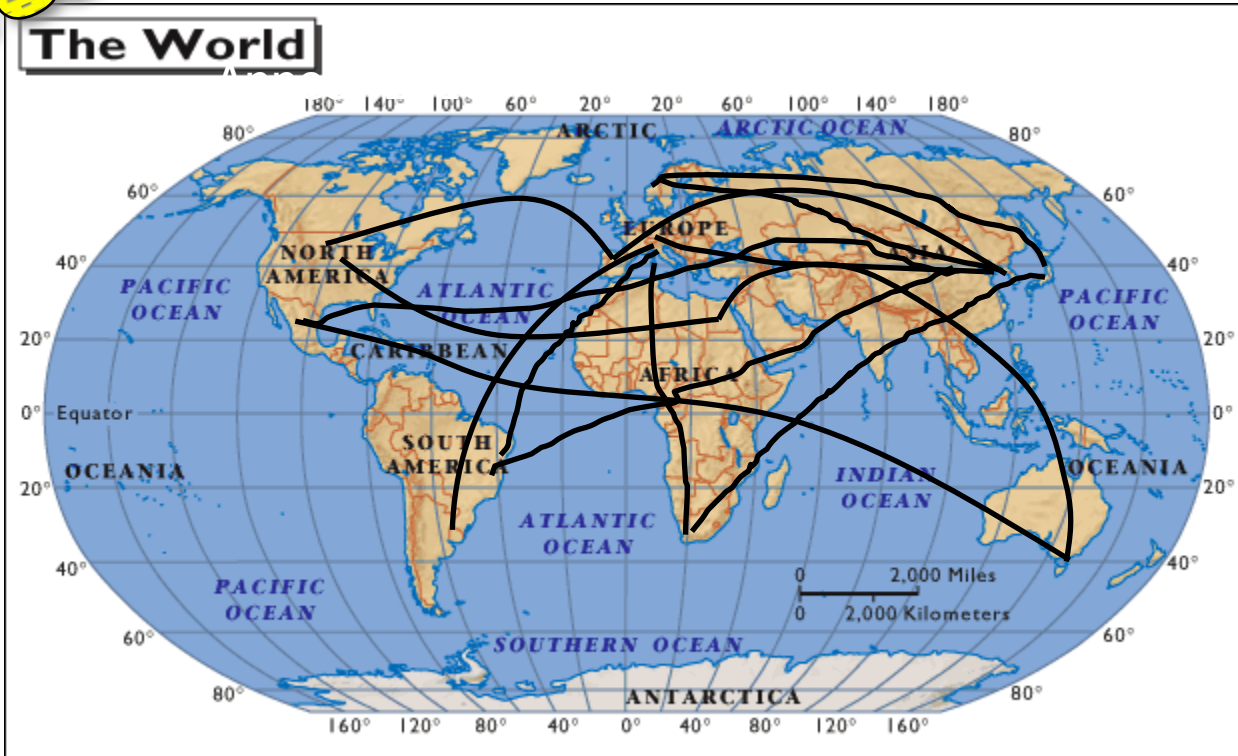 The World
180° 140° 100° 60° 20° 20° 60° 100° 140° 180°
ARCTIC
ARCTIC OCEAN
80°
80°
60°
60°
EUROPE
NORTH
AMERICA
ASIA
40°
40°
PACIFIC
OCEAN
ATLANTIC
OCEAN
PACIFIC
OCEAN
20°
20°
CARIBBEAN
AFRICA
0°
Equator
0°
SOUTH
AMERICA
OCEANIA
INDIAN
OCEAN
OCEANIA
20°
20°
ATLANTIC
OCEAN
40°
40°
0 2,000 Miles
0 2,000 Kilometers
PACIFIC
OCEAN
60°
60°
SOUTHERN OCEAN
80°
80°
ANTARCTICA
160° 120° 80° 40° 0° 40° 80° 120° 160°